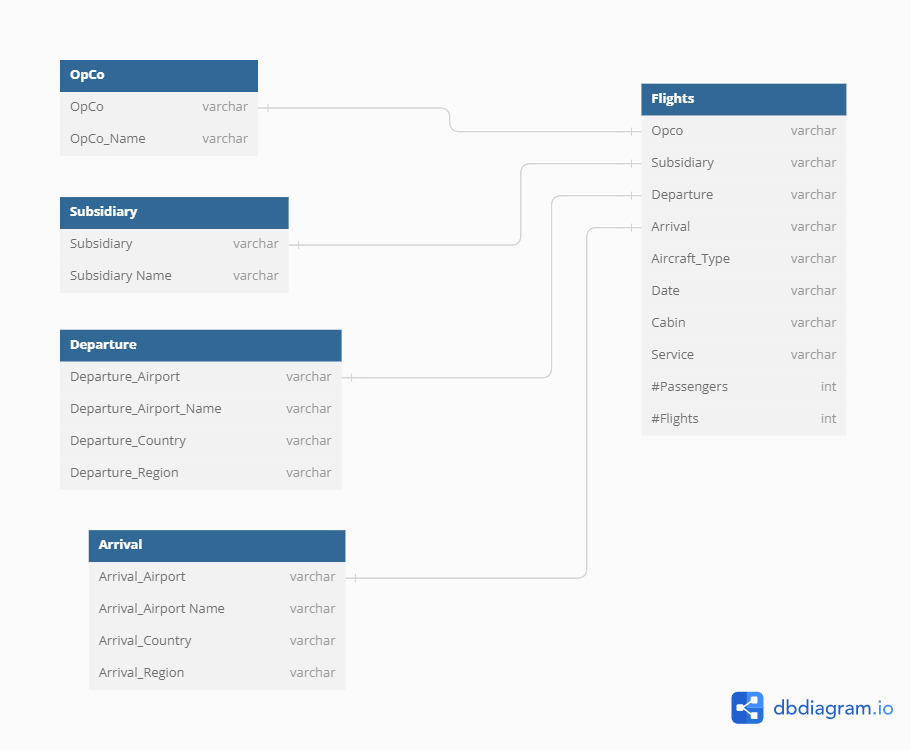 OpCo
OpCo varchar
OpCo_Name varchar
Subsidiary
Subsidiary varchar
Subsidiary Name varchar
Departure
Departure_Airport varchar
Departure_Airport_Name varchar
Departure_Country varchar
Departure_Region varchar
Arrival
Arrival_Airport varchar
Arrival_Airport Name varchar
Arrival_Country varchar
Arrival_Region varchar
Flights
Opco varchar
Subsidiary varchar
Departure varchar
Arrival varchar
Aircraft_Type varchar
Date varchar
Cabin varchar
Service varchar
#Passengers int
#Flights int
dbdiagram.io